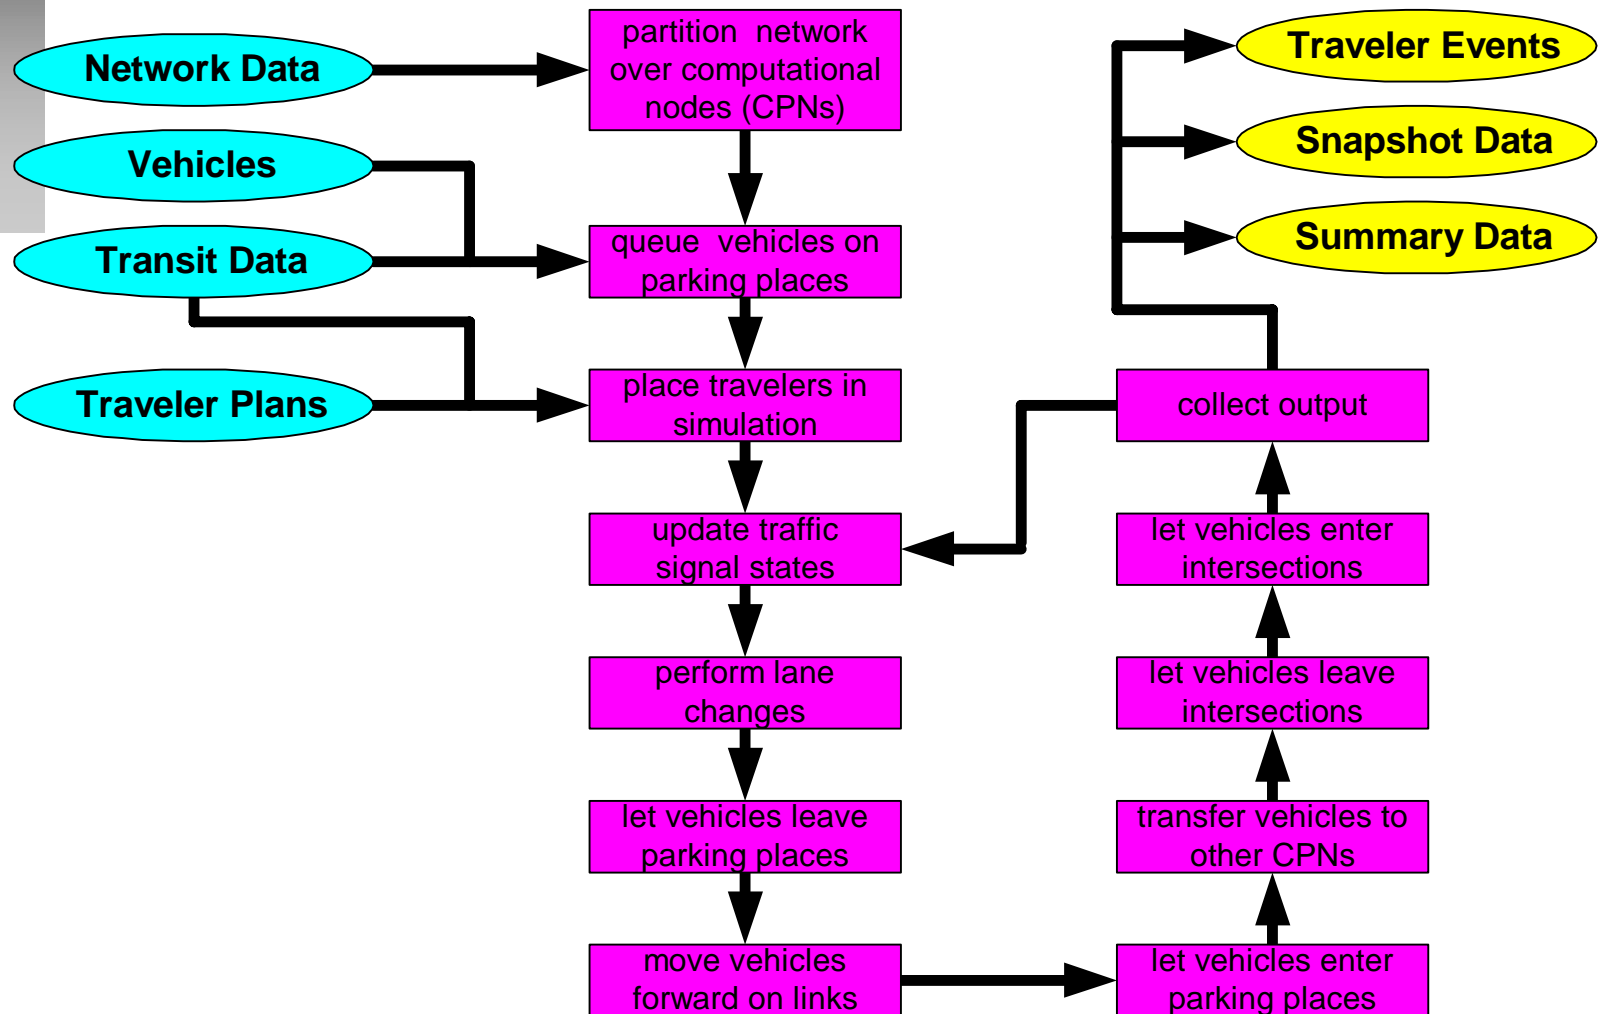 Network Data
Vehicles
Transit Data
Traveler Plans
partition network
over computational
nodes (CPNs)
queue vehicles on
parking places
place travelers in
simulation
update traffic
signal states
perform lane
changes
let vehicles leave
parking places
move vehicles
forward on links
let vehicles enter
parking places
transfer vehicles to
other CPNs
let vehicles leave
intersections
let vehicles enter
intersections
collect output
Traveler Events
Snapshot Data
Summary Data